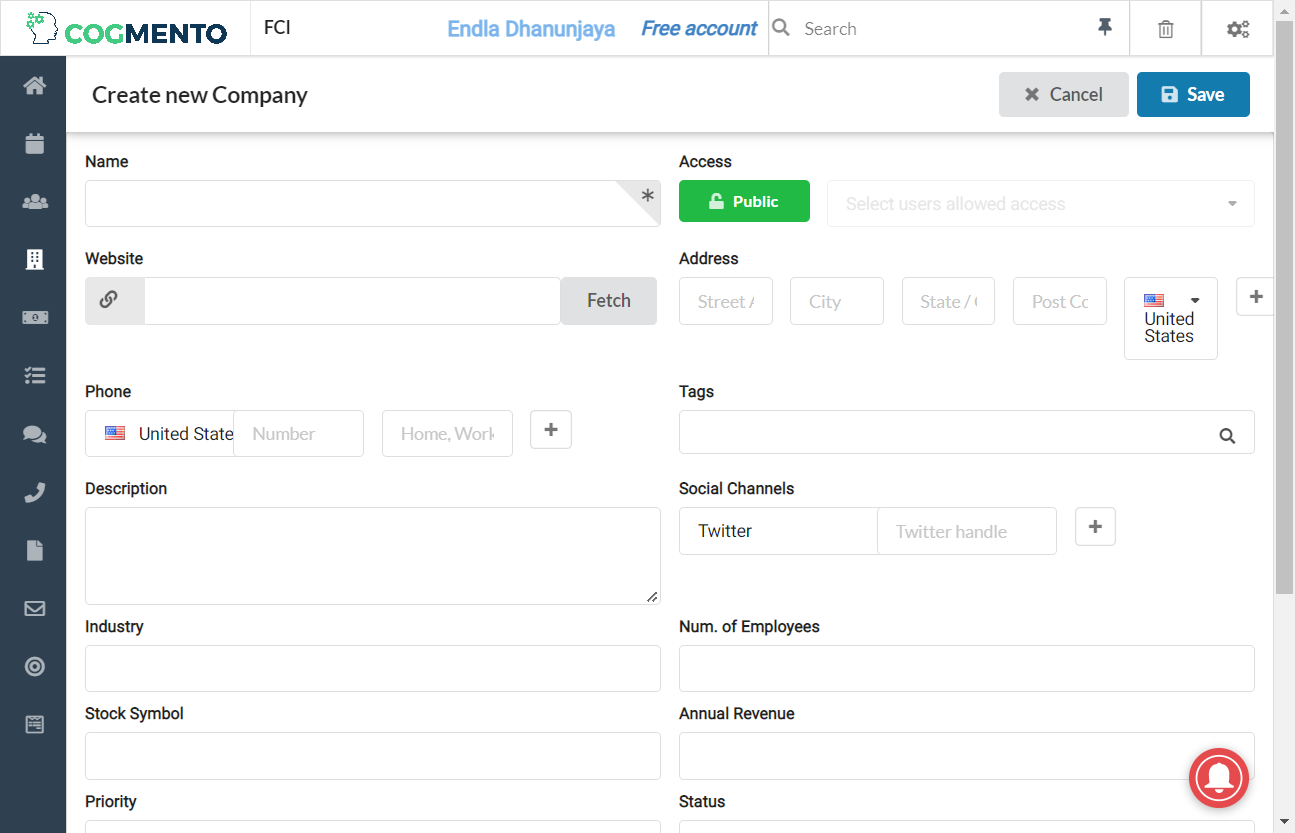 COGMENTO
FCI
Endla Dhanunjaya
Free account
Search
Create new Company
Cancel
Save
Name
Access
Public
Select users allowed access
Website
Address
Fetch
Street A
City
State / C
Post Co
United
States
Phone
Tags
United State
Number
Home, Work
Description
Social Channels
Twitter
Twitter handle
Industry
Num. of Employees
Stock Symbol
Annual Revenue
Priority
Status